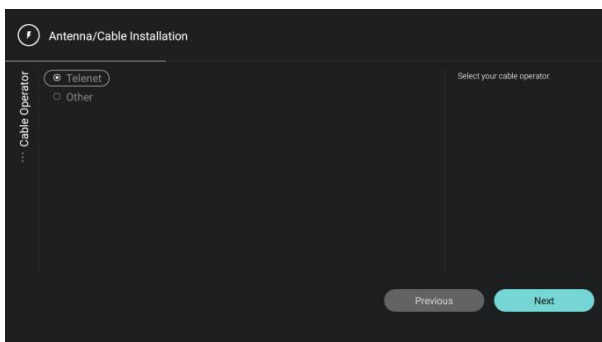 Antenna/Cable Installation
... Cable Operator
Telenet
Other
Select your cable operator.
Previous
Next